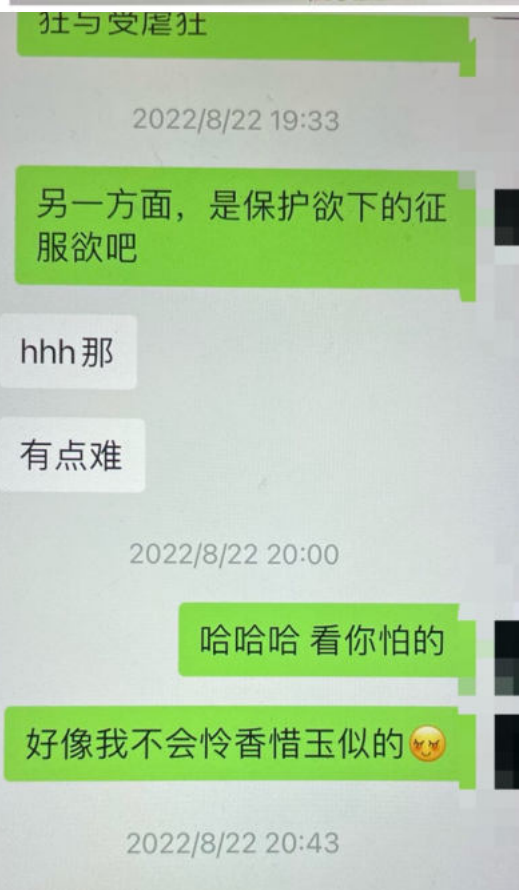 狂与受虐狂
2022/8/22 19:33
另一方面，是保护欲下的征
服欲吧
hhh那
有点难
2022/8/22 20:00
哈哈哈 看你怕的
好像我不会怜香惜玉似的
2022/8/22 20:43